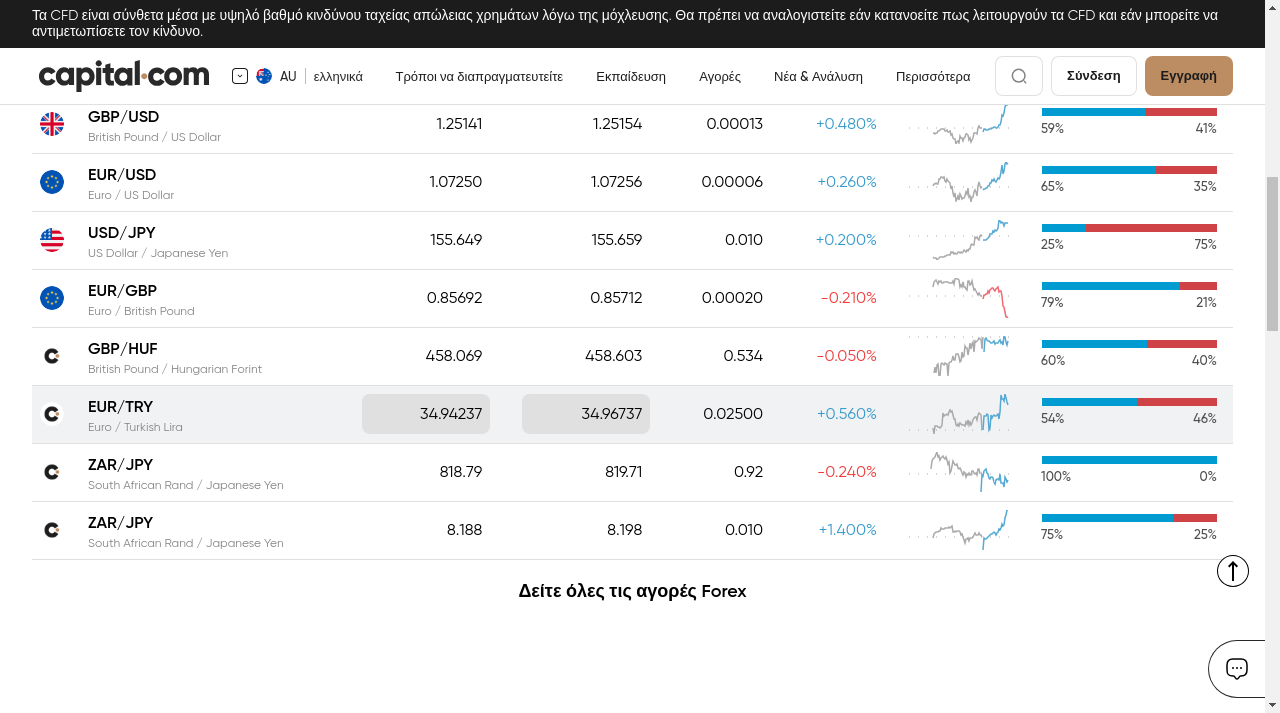 Τα CFD είναι σύνθετα μέσα με υψηλό βαθμό κινδύνου ταχείας απώλειας χρημάτων λόγω της μόχλευσης. Θα πρέπει να αναλογιστείτε εάν κατανοείτε πως λειτουργούν τα CFD και εάν μπορείτε να
αντιμετωπίσετε τον κίνδυνο.
capital.com AU ελληνικά Τρόποι να διαπραγματευτείτε Εκπαίδευση Αγορές Νέα & Ανάλυση Περισσότερα Σύνδεση Εγγραφή
GBP/USD 1.25141 1.25154 0.00013 +0.480%
British Pound / US Dollar 59% 41%
EUR/USD 1.07250 1.07256 0.00006 +0.260%
Euro / US Dollar 65% 35%
USD/JPY 155.649 155.659 0.010 +0.200%
US Dollar / Japanese Yen 25% 75%
EUR/GBP 0.85692 0.85712 0.00020 -0.210%
Euro / British Pound 79% 21%
GBP/HUF 458.069 458.603 0.534 -0.050%
British Pound / Hungarian Forint 60% 40%
EUR/TRY 34.94237 34.96737 0.02500 +0.560%
Euro / Turkish Lira 54% 46%
ZAR/JPY 818.79 819.71 0.92 -0.240%
South African Rand / Japanese Yen 100% 0%
ZAR/JPY 8.188 8.198 0.010 +1.400%
South African Rand / Japanese Yen 75% 25%
Δείτε όλες τις αγορές Forex